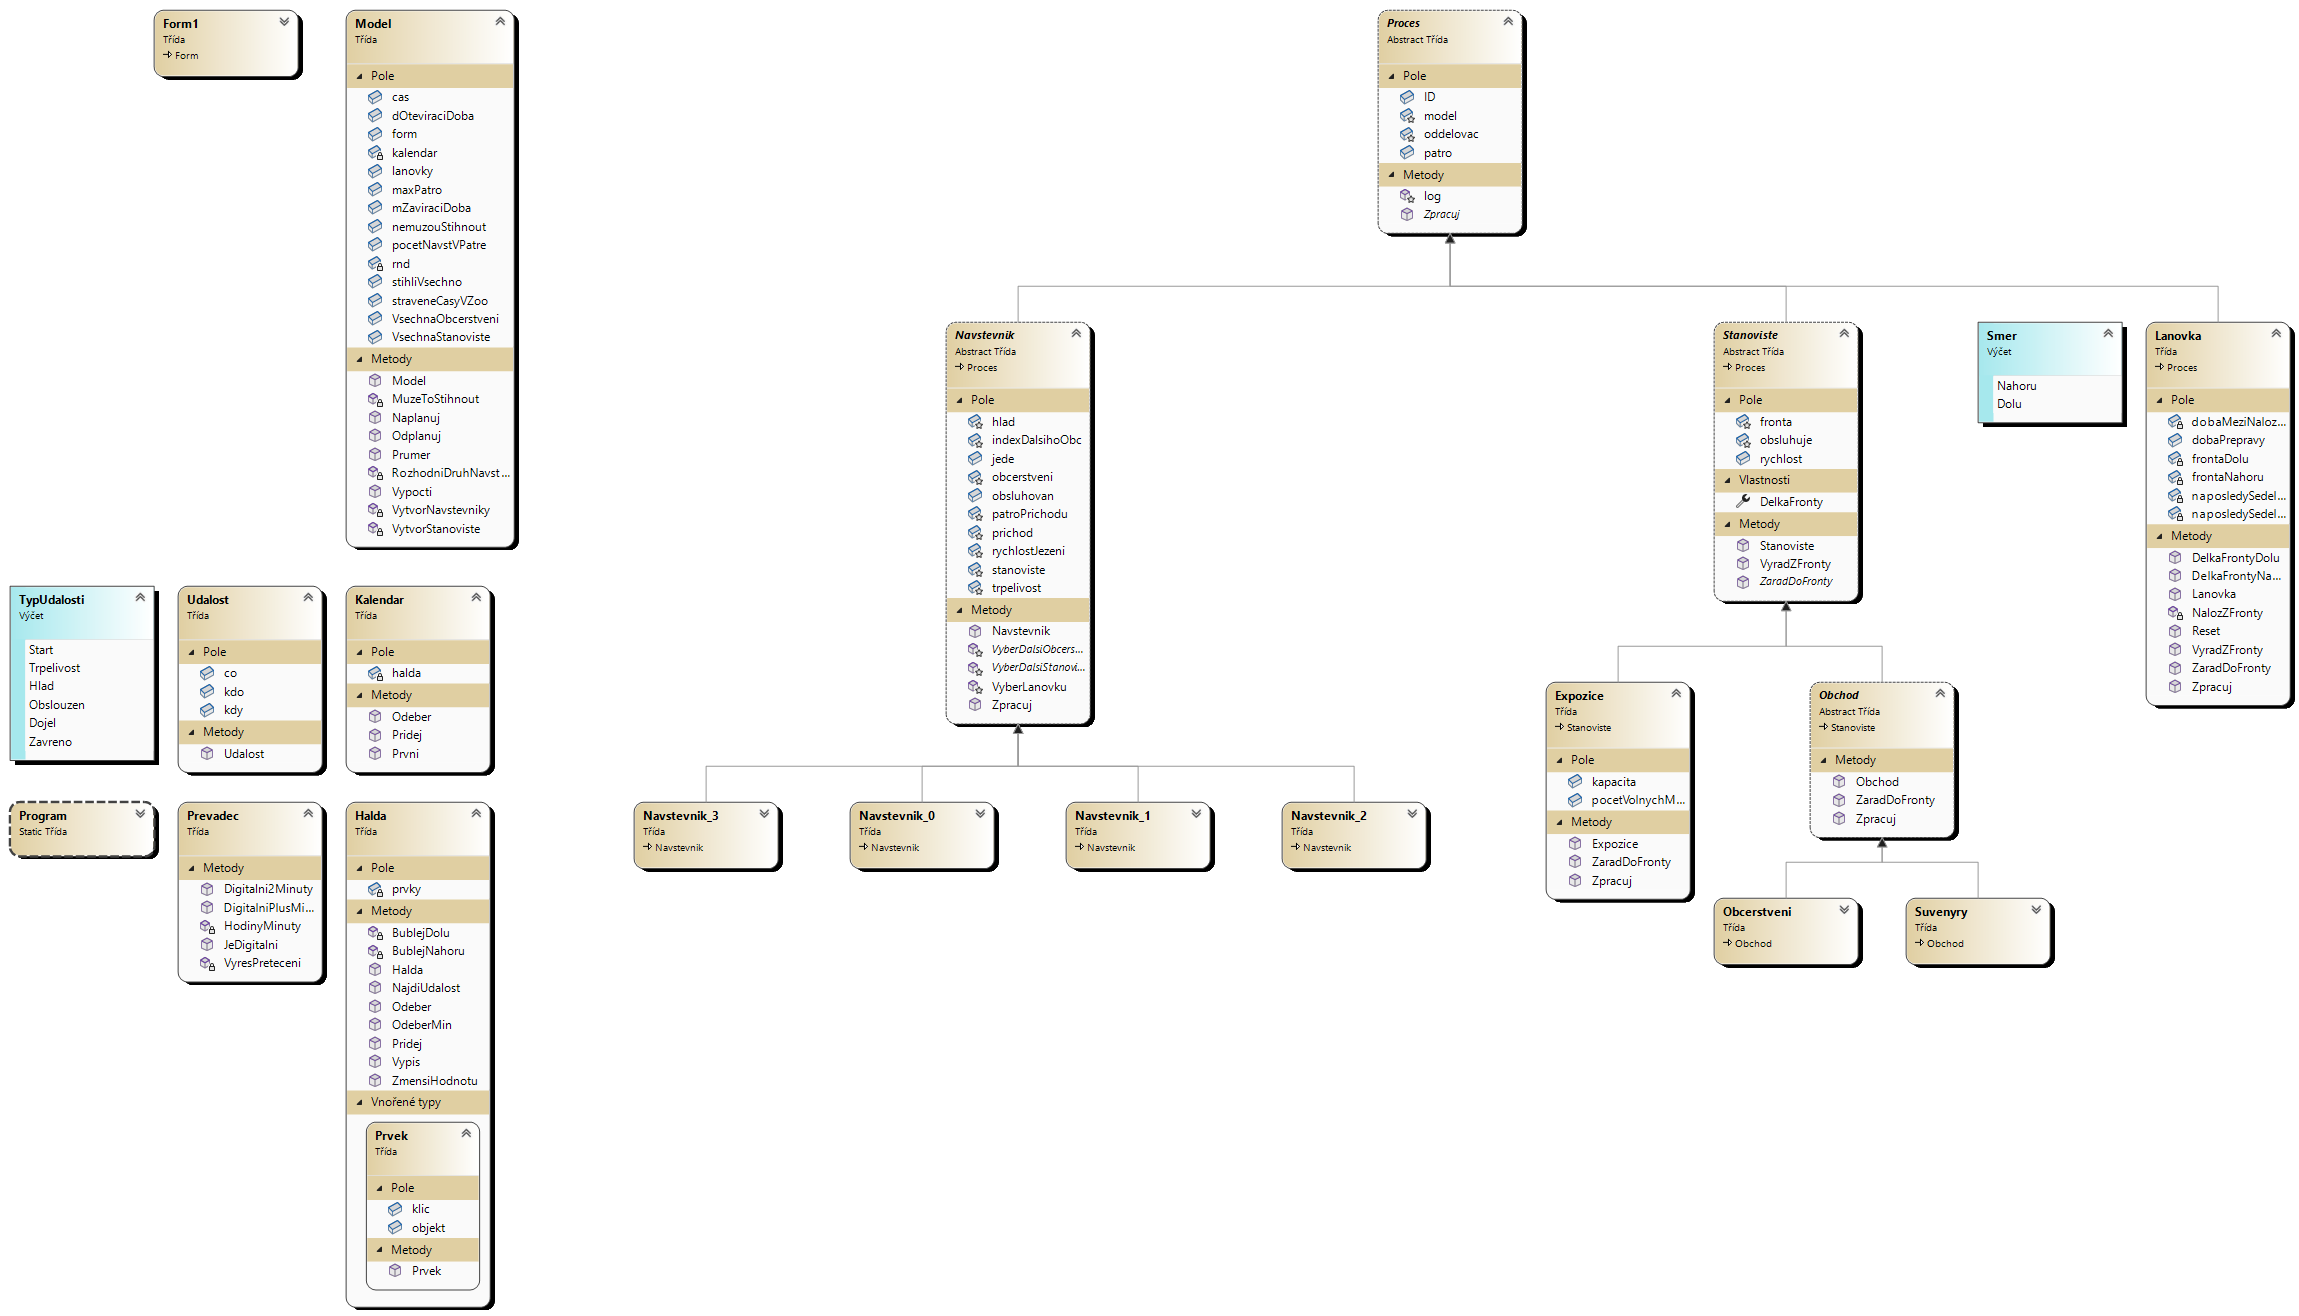 Form1
Třída
Form
Model
Třída
Pole
cas
dOteviraciDoba
form
kalendar
lanovky
maxPatro
mZaviraciDoba
nemuzouStihnout
pocetNavstVPatre
rnd
stihliVsechno
straveneCasyVZoo
VsechnaObcerstveni
VsechnaStanoviste
Metody
Model
MuzeToStihnout
Naplanuj
Odplanuj
Prumer
RozhodniDruhNavst...
Vypocti
VytvorNavstevniky
VytvorStanoviste
Proces
Abstract Třída
Pole
ID
model
oddelovac
patro
Metody
log
Zpracuj
Navstevnik
Abstract Třída
Proces
Pole
hlad
indexDalsihoObc
jede
obcerstveni
obsluhovan
patroPrichodu
prichod
rychlostJezeni
stanoviste
trpelivost
Metody
Navstevnik
VyberDalsiObcers...
VyberDalsiStanovi...
VyberLanovku
Zpracuj
Stanoviste
Abstract Třída
Proces
Pole
fronta
obsluhuje
rychlost
Vlastnosti
DelkaFronty
Metody
Stanoviste
VyradZFronty
ZaradDoFronty
Smer
Výčet
Nahoru
Dolu
Lanovka
Třída
Proces
Pole
dobaMeziNaloz...
dobaPrepravy
frontaDolu
frontaNahoru
naposledySedel...
naposledySedel...
Metody
DelkaFrontyDolu
DelkaFrontyNa...
Lanovka
NalozZFronty
Reset
VyradZFronty
ZaradDoFronty
Zpracuj
TypUdalosti
Výčet
Start
Trpelivost
Hlad
Obslouzen
Dojel
Zavreno
Udalost
Třída
Pole
co
kdo
kdy
Metody
Udalost
Kalendar
Třída
Pole
halda
Metody
Odeber
Pridej
Prvni
Expozice
Třída
Stanoviste
Pole
kapacita
pocetVolnychM...
Metody
Expozice
ZaradDoFronty
Zpracuj
Obchod
Abstract Třída
Stanoviste
Metody
Obchod
ZaradDoFronty
Zpracuj
Program
Static Třída
Prevadec
Třída
Metody
Digitalni2Minuty
DigitalniPlusMi...
HodinyMinuty
JeDigitalni
VyresPreteceni
Halda
Třída
Pole
prvky
Metody
BublejDolu
BublejNahoru
Halda
NajdiUdalost
Odeber
OdeberMin
Pridej
Vypis
ZmensiHodnotu
Vnořené typy
Prvek
Třída
Pole
klic
objekt
Metody
Prvek
Navstevnik_3
Třída
Navstevnik
Navstevnik_0
Třída
Navstevnik
Navstevnik_1
Třída
Navstevnik
Navstevnik_2
Třída
Navstevnik
Obcerstveni
Třída
Obchod
Suvenyry
Třída
Obchod